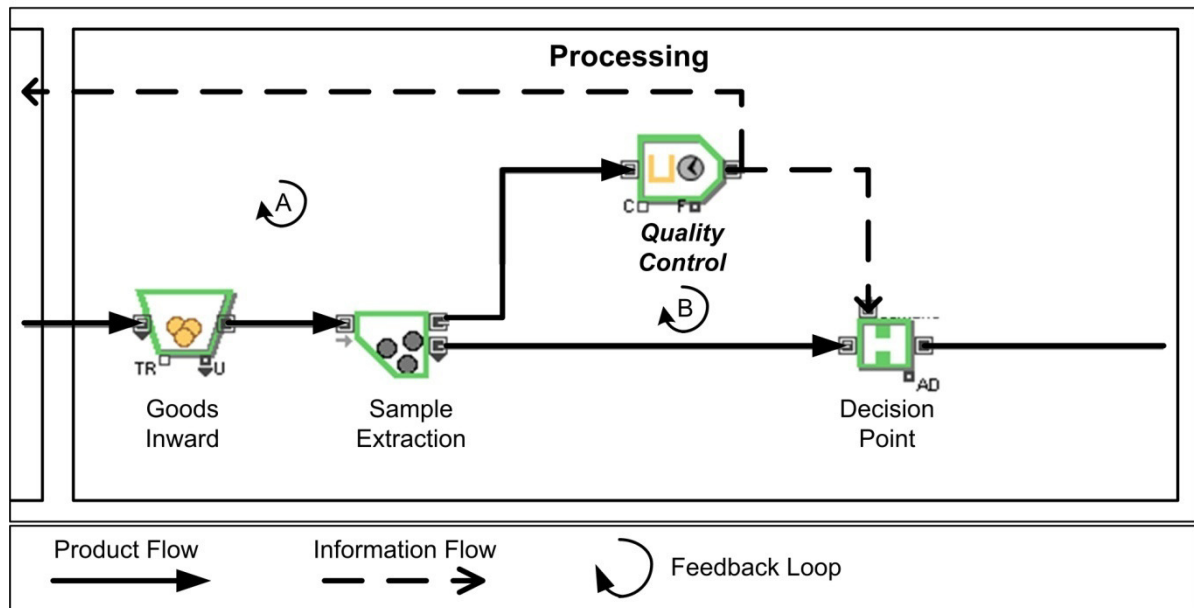 Processing
A
C
F
Quality
Control
B
TR
U
AD
Goods
Inward
Sample
Extraction
Decision
Point
Product Flow
Information Flow
Feedback Loop